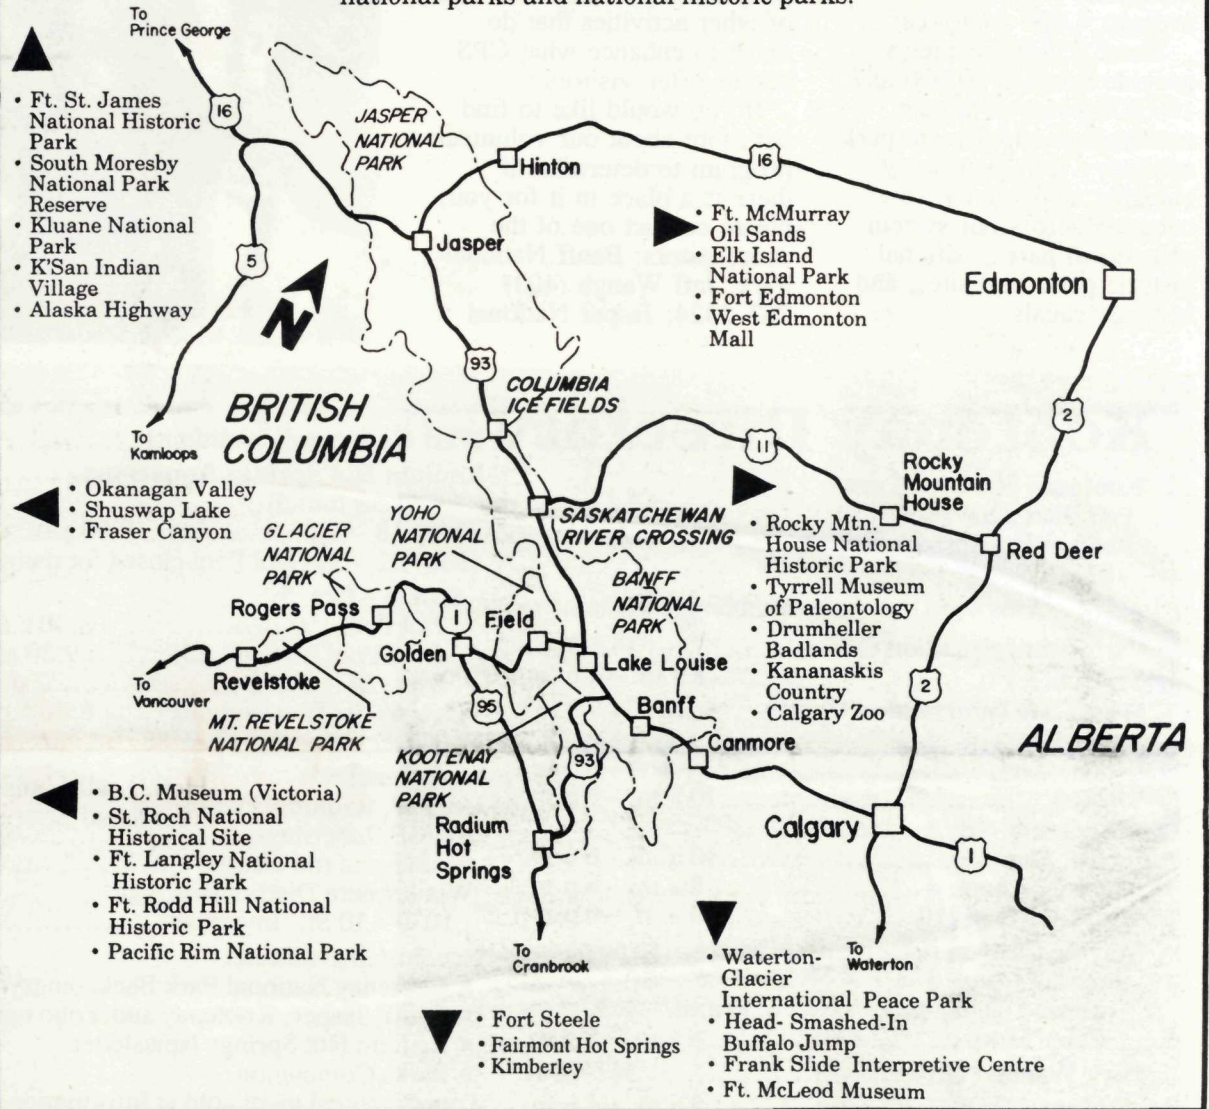 national parks and national historic parks.
To
Prince George
• Ft. St. James
National Historic
Park
• South Moresby
National Park
Reserve
• Kluane National
Park
• K'San Indian
Village
• Alaska Highway
16
5
JASPER
NATIONAL
PARK
Hinton
16
Jasper
• Ft. McMurray
Oil Sands
• Elk Island
National Park
• Fort Edmonton
• West Edmonton
Mall
Edmonton
N
93
COLUMBIA
ICE FIELDS
2
BRITISH
COLUMBIA
To
Kamloops
11
Rocky
Mountain
House
• Okanagan Valley
• Shuswap Lake
• Fraser Canyon
GLACIER
NATIONAL
PARK
YOHO
NATIONAL
PARK
SASKATCHEWAN
RIVER CROSSING
Red Deer
• Rocky Mtn.
House National
Historic Park
• Tyrrell Museum
of Paleontology
• Drumheller
Badlands
• Kananaskis
Country
• Calgary Zoo
BANFF
NATIONAL
PARK
Rogers Pass
1
Field
Golden
Lake Louise
Revelstoke
To
Vancouver
95
2
Banff
MT. REVELSTOKE
NATIONAL PARK
Canmore
ALBERTA
KOOTENAY
NATIONAL
PARK
93
• B.C. Museum (Victoria)
• St. Roch National
Historical Site
• Ft. Langley National
Historic Park
• Ft. Rodd Hill National
Historic Park
• Pacific Rim National Park
Radium
Hot
Springs
Calgary
1
To
Cranbrook
To
Waterton
• Waterton-
Glacier
International Peace Park
• Head- Smashed-In
Buffalo Jump
• Frank Slide Interpretive Centre
• Ft. McLeod Museum
• Fort Steele
• Fairmont Hot Springs
• Kimberley